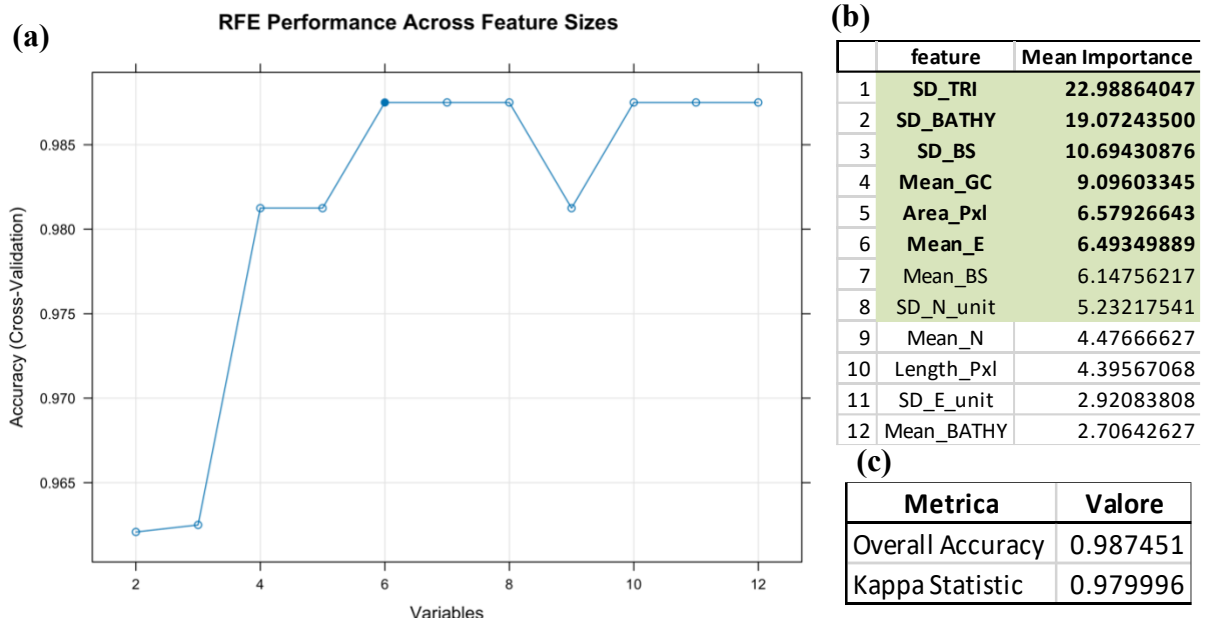 (a)
RFE Performance Across Feature Sizes
Accuracy (Cross-Validation)
0.985
0.980
0.975
0.970
0.965
2 4 6 8 10 12
Variables
(b)
feature Mean Importance
1 SD_TRI 22.98864047
2 SD_BATHY 19.07243500
3 SD_BS 10.69430876
4 Mean_GC 9.09603345
5 Area_Pxl 6.57926643
6 Mean_E 6.49349889
7 Mean_BS 6.14756217
8 SD_N_unit 5.23217541
9 Mean_N 4.47666627
10 Length_Pxl 4.39567068
11 SD_E_unit 2.92083808
12 Mean_BATHY 2.70642627
(c)
Metrica Valore
Overall Accuracy 0.987451
Kappa Statistic 0.979996